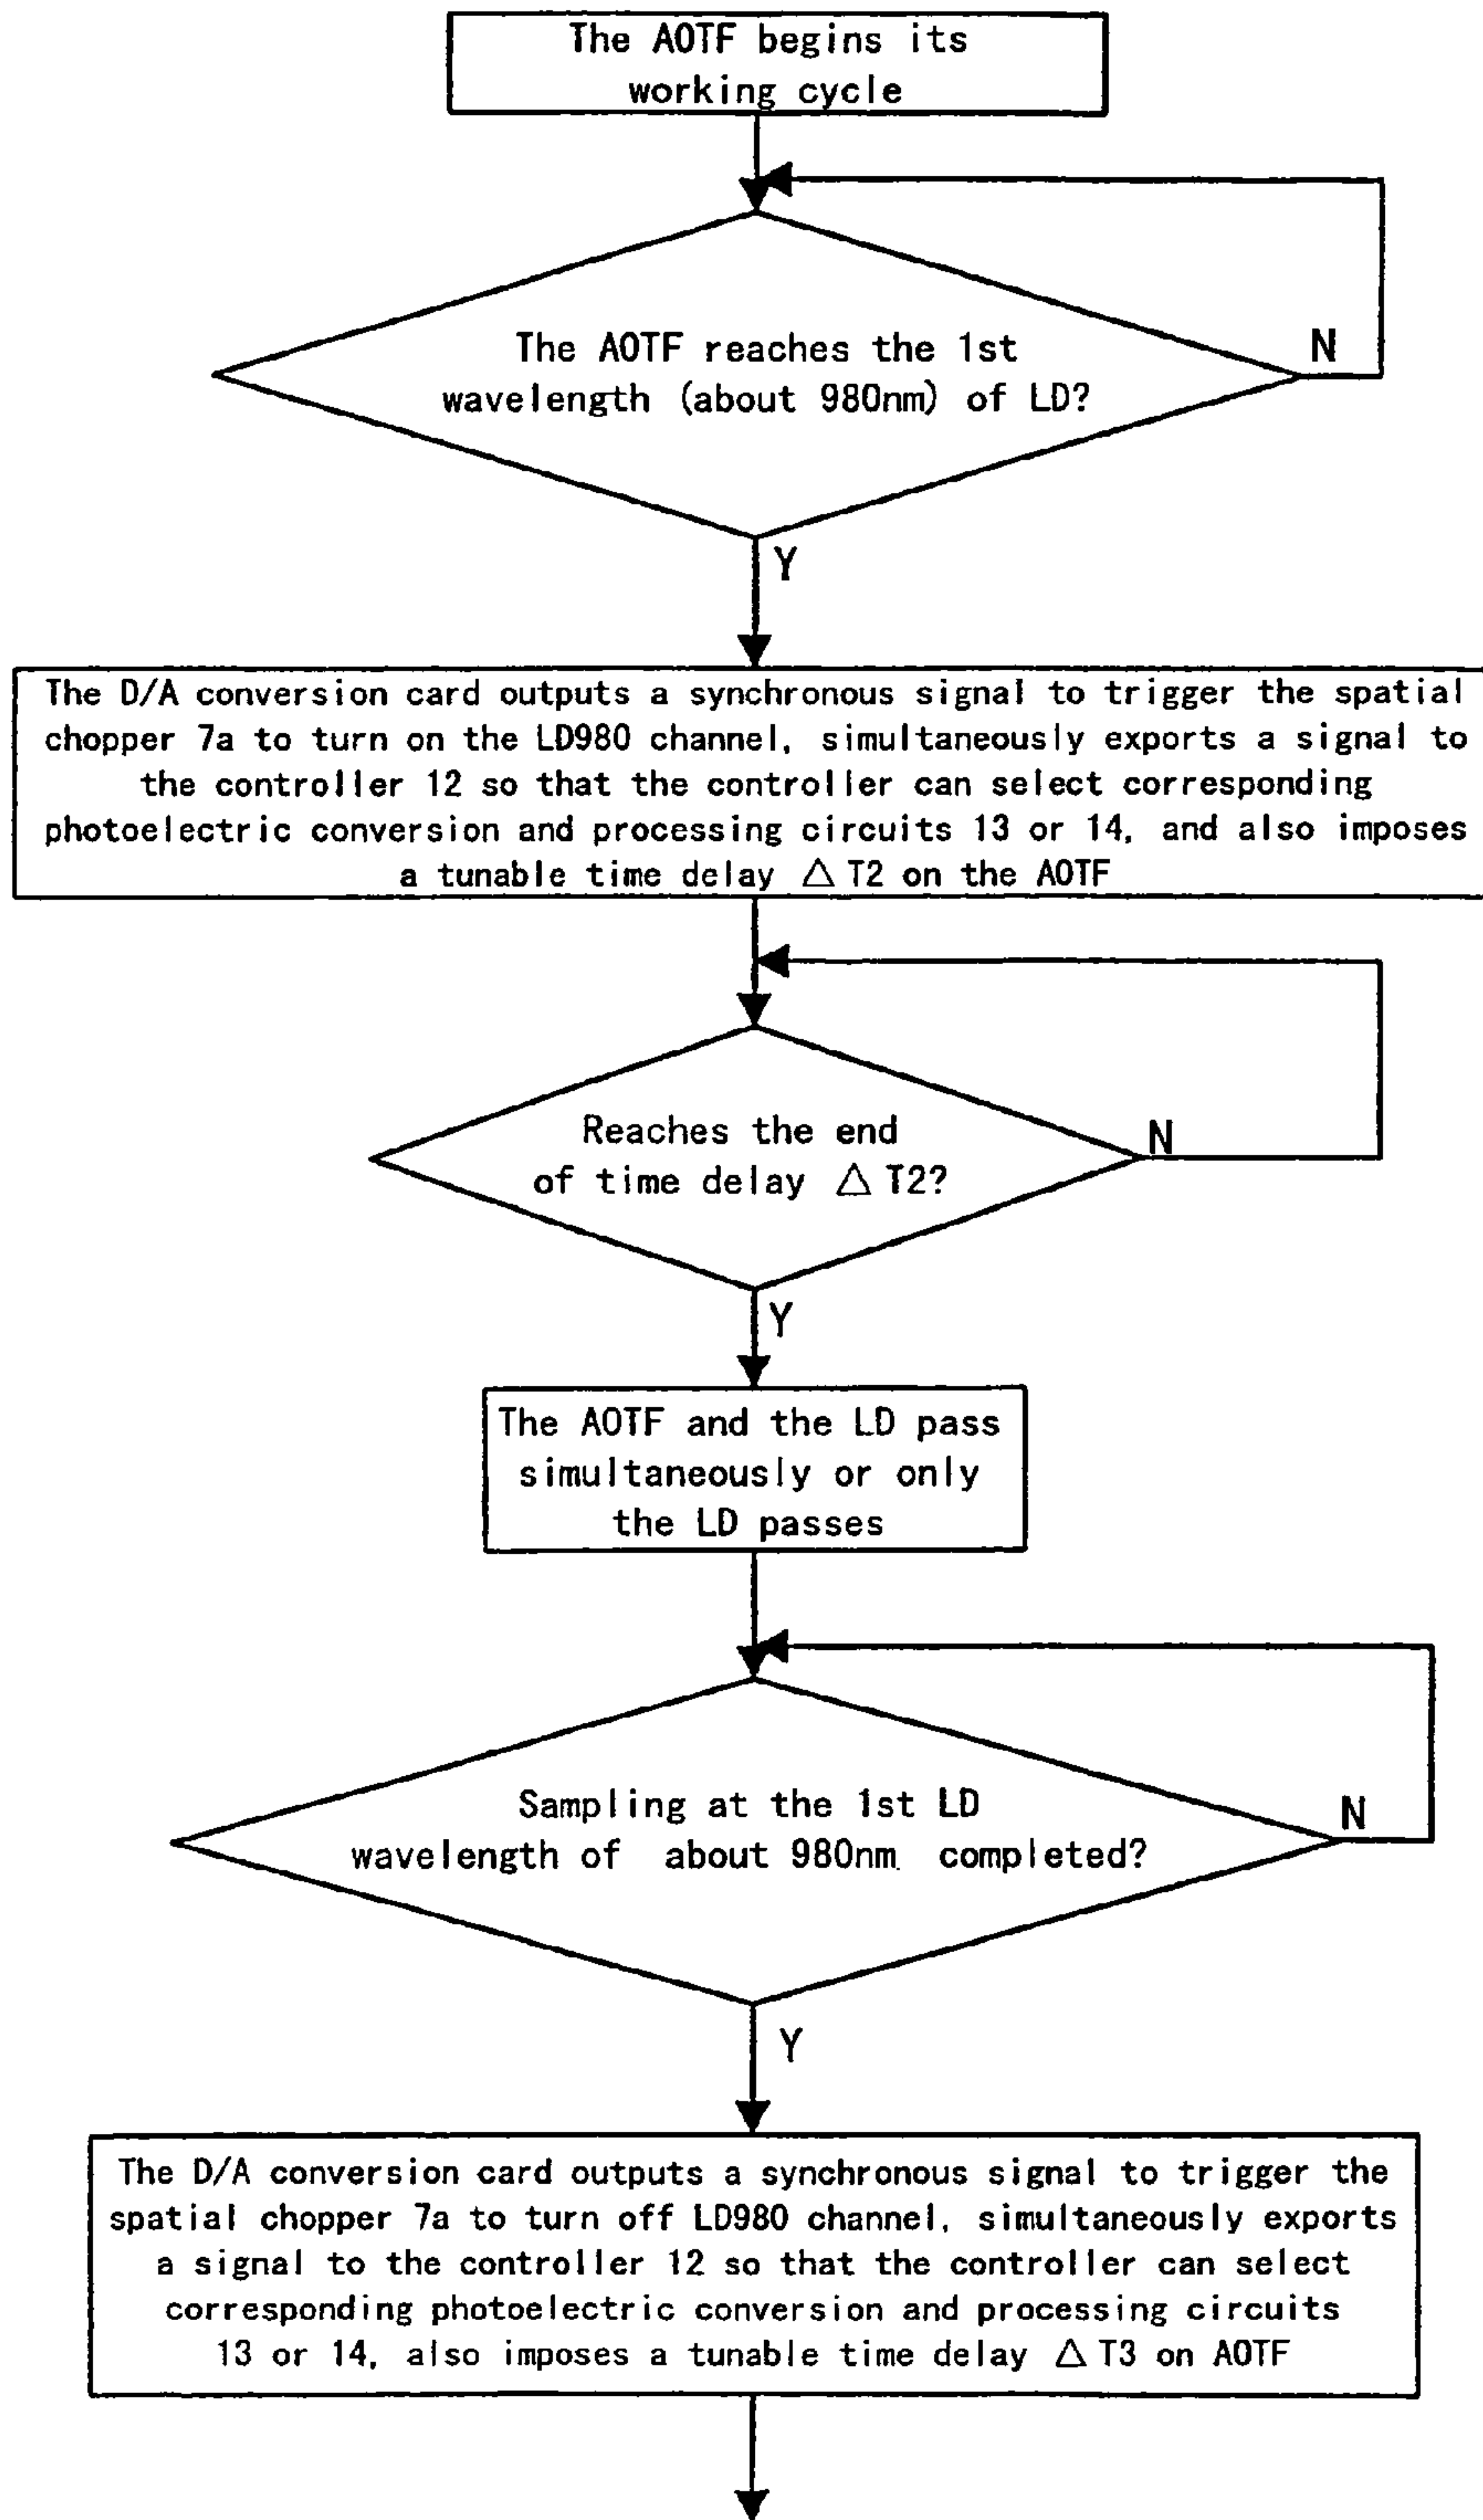 The AOTF begins its
working cycle
The AOTF reaches the 1st
wavelength (about 980nm) of LD?
N
Y
The D/A conversion card outputs a synchronous signal to trigger the spatial
chopper 7a to turn on the LD980 channel, simultaneously exports a signal to
the controller 12 so that the controller can select corresponding
photoelectric conversion and processing circuits 13 or 14, and also imposes
a tunable time delay △T2 on the AOTF
Reaches the end
of time delay △T2?
N
Y
The AOTF and the LD pass
simultaneously or only
the LD passes
Sampling at the 1st LD
wavelength of about 980nm. completed?
N
Y
The D/A conversion card outputs a synchronous signal to trigger the
spatial chopper 7a to turn off LD980 channel, simultaneously exports
a signal to the controller 12 so that the controller can select
corresponding photoelectric conversion and processing circuits
13 or 14, also imposes a tunable time delay △T3 on AOTF